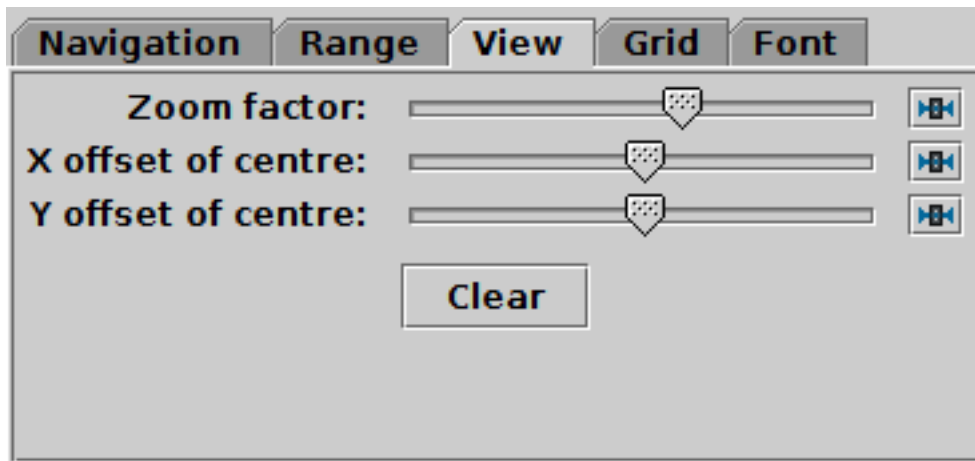 Navigation Range View Grid Font
Zoom factor:
X offset of centre:
Y offset of centre:
Clear